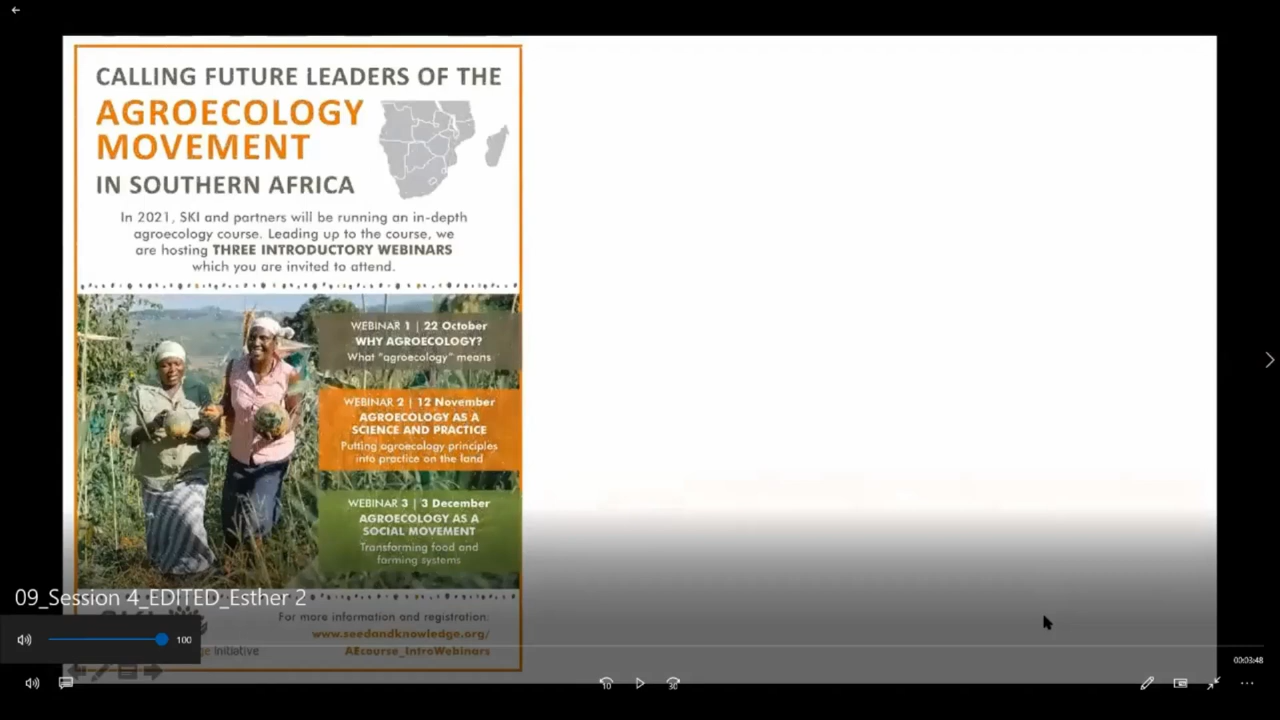 CALLING FUTURE LEADERS OF THE
AGROECOLOGY
MOVEMENT
IN SOUTHERN AFRICA
In 2021, SKI and partners will be running an in-depth
agroecology course. Leading up to the course, we
are hosting THREE INTRODUCTORY WEBINARS
which you are invited to attend.
WEBINAR 1 | 22 October
WHY AGROECOLOGY?
What "agroecology" means
WEBINAR 2 | 12 November
AGROECOLOGY AS A
SCIENCE AND PRACTICE
Putting agroecology principles
into practice on the land
WEBINAR 3 | 3 December
AGROECOLOGY AS A
SOCIAL MOVEMENT
Transforming food and
farming systems
09_Session 4_EDITED_Esther 2
For more information and registration:
www.seedandknowledge.org/
AEcourse_IntroWebinars
Initiative
100
00:03:48
10
30